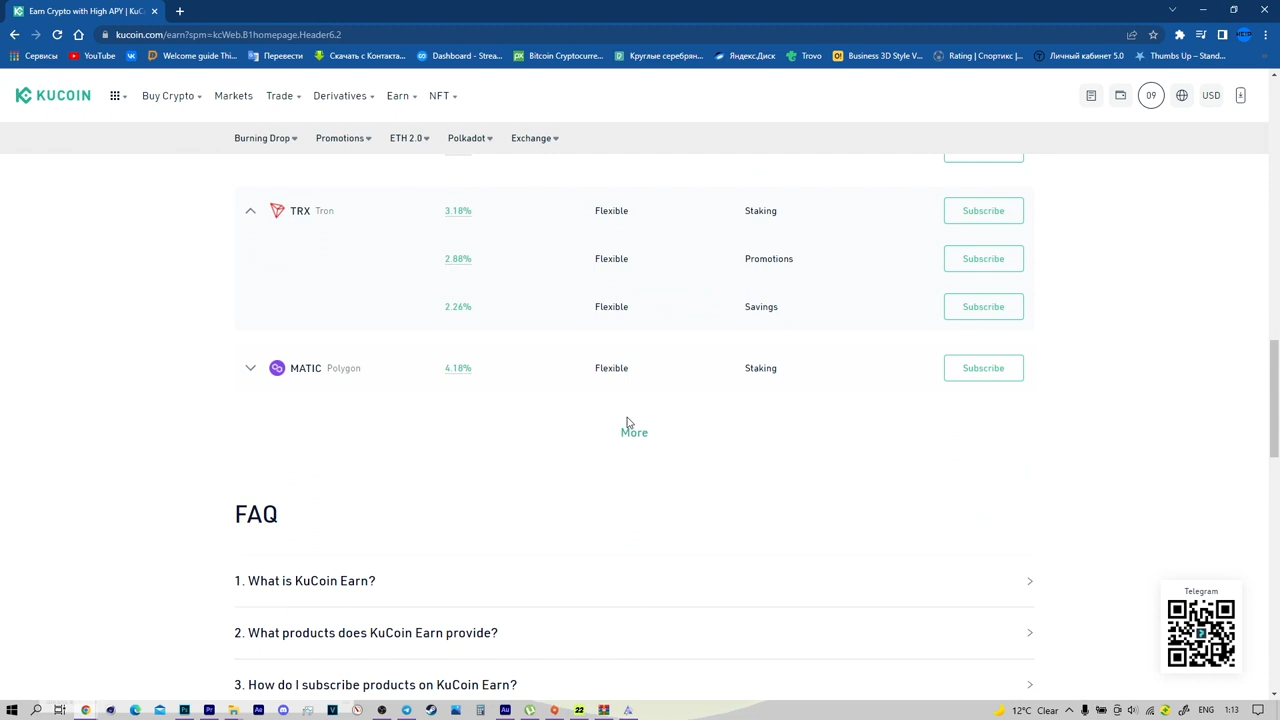 Earn Crypto with High APY | KuC
kucoin.com/earn?spm=kcWeb.B1homepage.Header6.2
Сервисы YouTube Welcome guide Thi... Перевести Скачать с Контакта... Dashboard - Strea... Bitcoin Cryptocurre... Круглые серебрян... Яндекс.Диск Trovo Business 3D Style V... Rating | Спортикс |... Личный кабинет 5.0 Thumbs Up – Stand...
KUCOIN Buy Crypto Markets Trade Derivatives Earn NFT 09 USD
Burning Drop Promotions ETH 2.0 Polkadot Exchange
TRX Tron 3.18% Flexible Staking Subscribe
2.88% Flexible Promotions Subscribe
2.26% Flexible Savings Subscribe
MATIC Polygon 4.18% Flexible Staking Subscribe
More
FAQ
1. What is KuCoin Earn?
Telegram
2. What products does KuCoin Earn provide?
3. How do I subscribe products on KuCoin Earn?
12°C Clear ENG 1:13